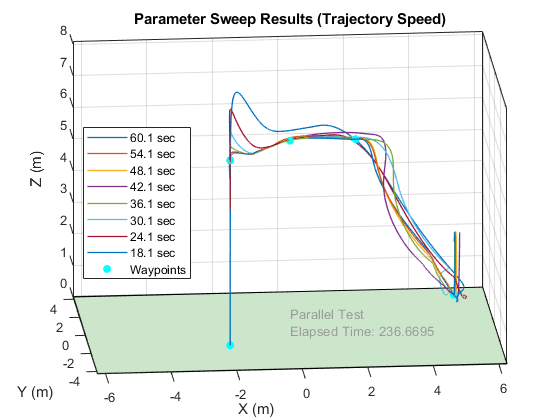 Parameter Sweep Results (Trajectory Speed)
8
7
6
5
4
3
2
1
0
Z (m)
60.1 sec
54.1 sec
48.1 sec
42.1 sec
36.1 sec
30.1 sec
24.1 sec
18.1 sec
Waypoints
Parallel Test
Elapsed Time: 236.6695
4
2
0
-2
-4
Y (m)
-6
-4
-2
0
2
4
6
X (m)